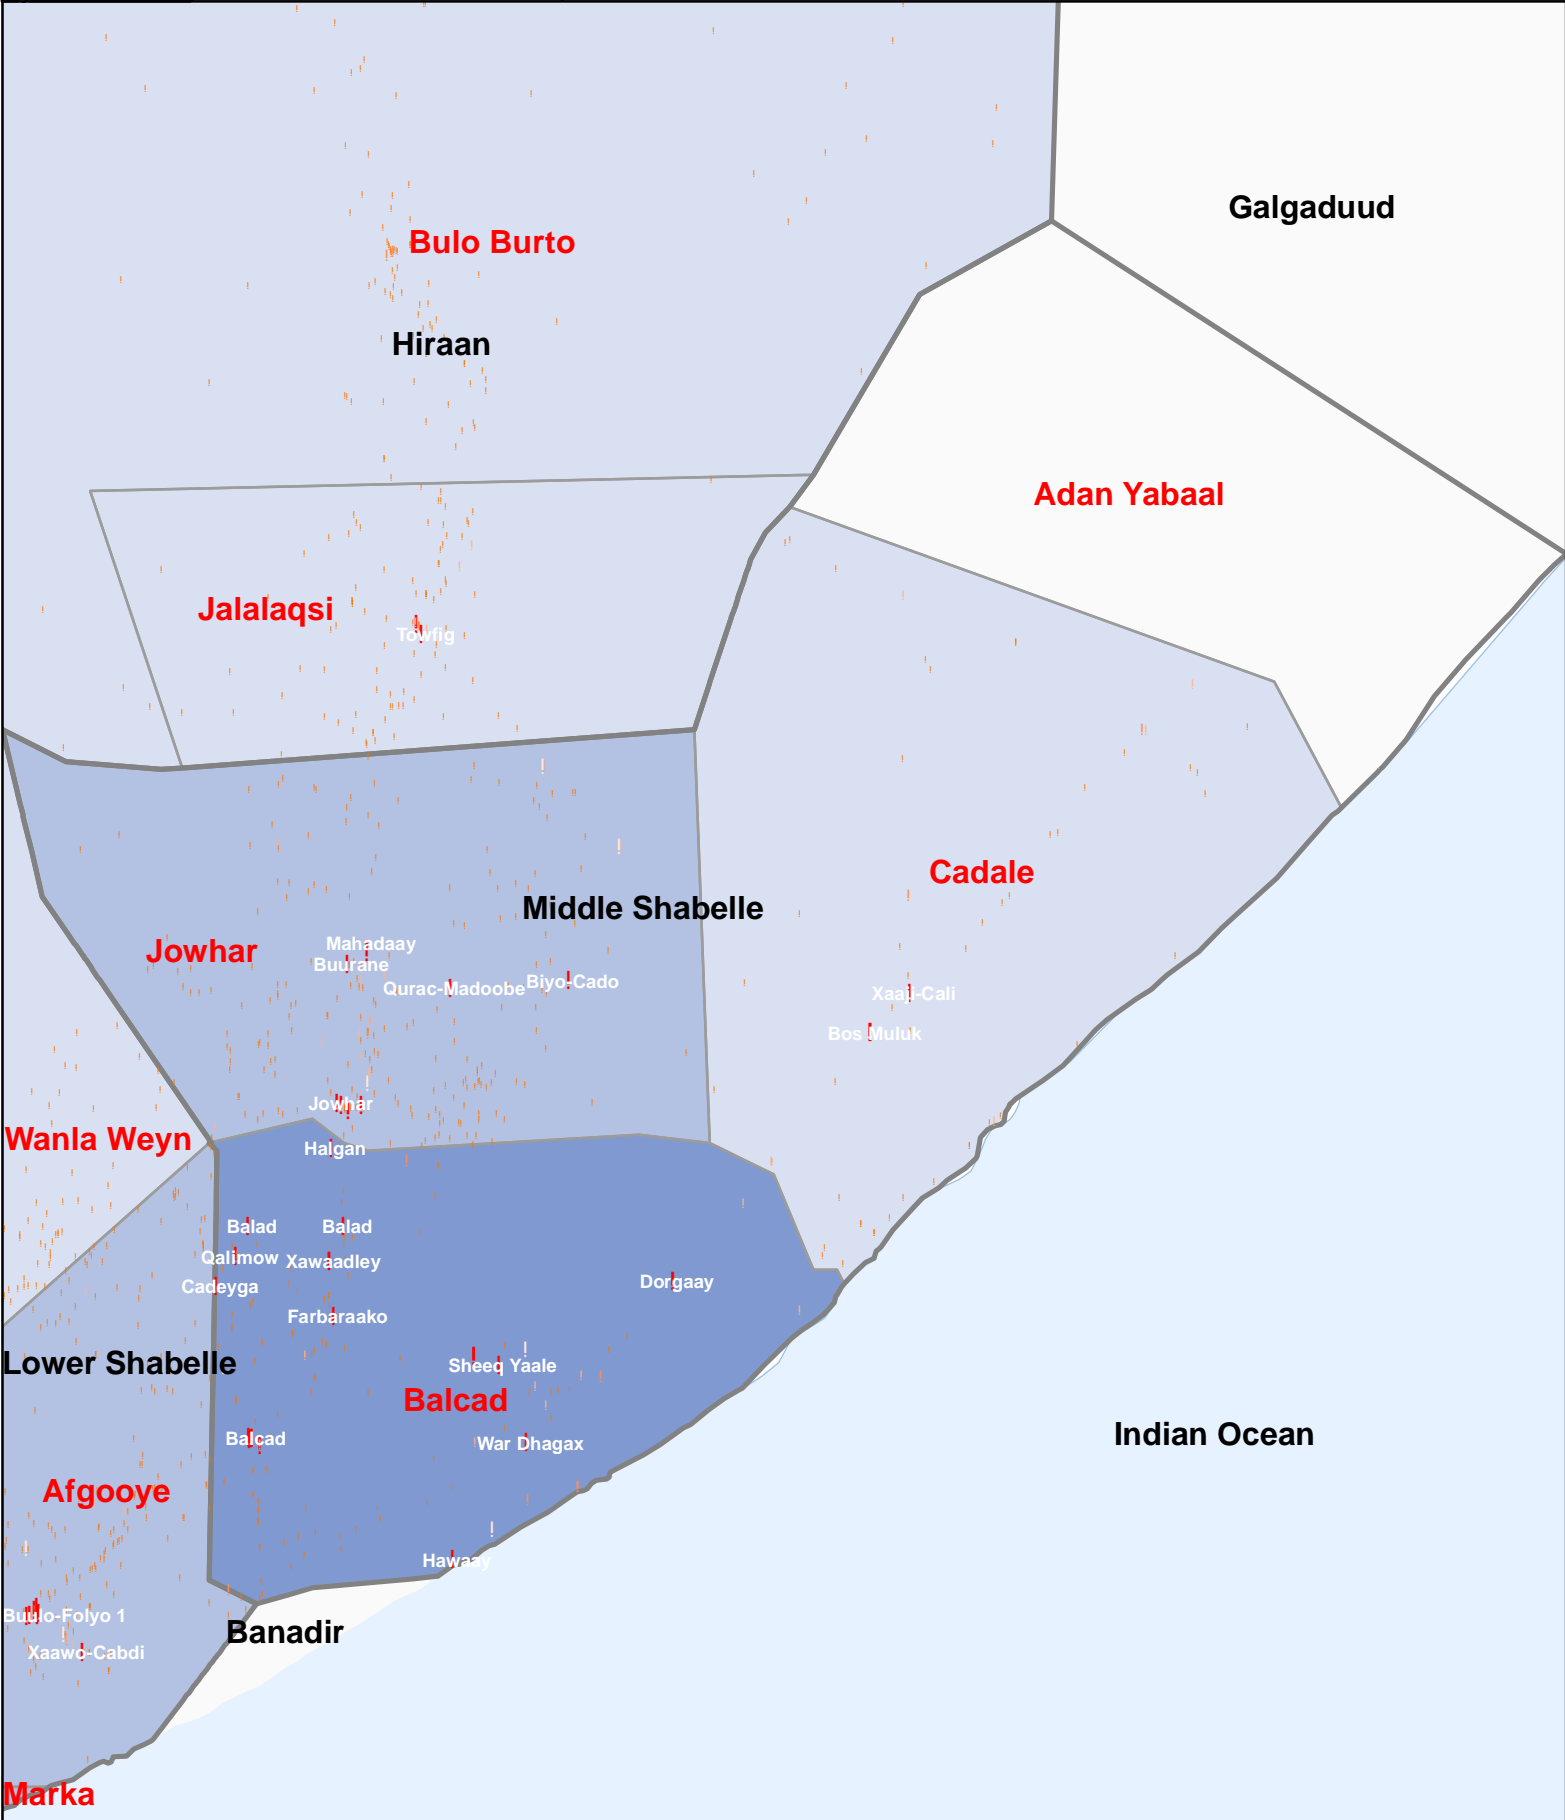 Galgaduud
Bulo Burto
Hiraan
Adan Yabaal
Jalalaqsi
Towfig
Cadale
Middle Shabelle
Jowhar
Mahadaay
Buurane
Qurac-Madoobe
Biyo-Cado
Xaaji-Cali
Bos Muluk
Jowhar
Wanla Weyn
Halgan
Balad
Balad
Qalimow
Xawaadley
Cadeyga
Dorgaay
Farbaraako
Lower Shabelle
Sheeq Yaale
Balcad
Indian Ocean
Balcad
War Dhagax
Afgooye
Hawaay
Buulo-Folyo 1
Banadir
Xaawo-Cabdi
Marka